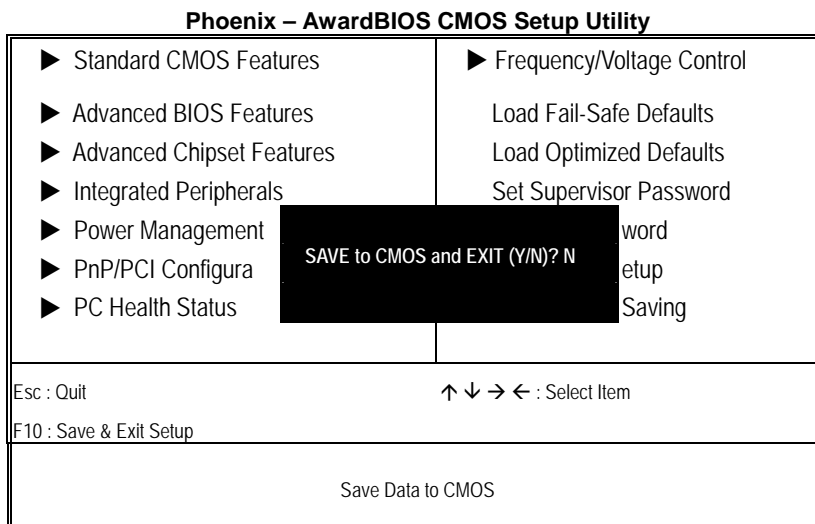 Phoenix – AwardBIOS CMOS Setup Utility
▶ Standard CMOS Features
▶ Advanced BIOS Features
▶ Advanced Chipset Features
▶ Integrated Peripherals
▶ Power Management
▶ PnP/PCI Configura
▶ PC Health Status
▶ Frequency/Voltage Control
Load Fail-Safe Defaults
Load Optimized Defaults
Set Supervisor Password
word
etup
Saving
SAVE to CMOS and EXIT (Y/N)? N
Esc : Quit
↑ ↓ → ← : Select Item
F10 : Save & Exit Setup
Save Data to CMOS